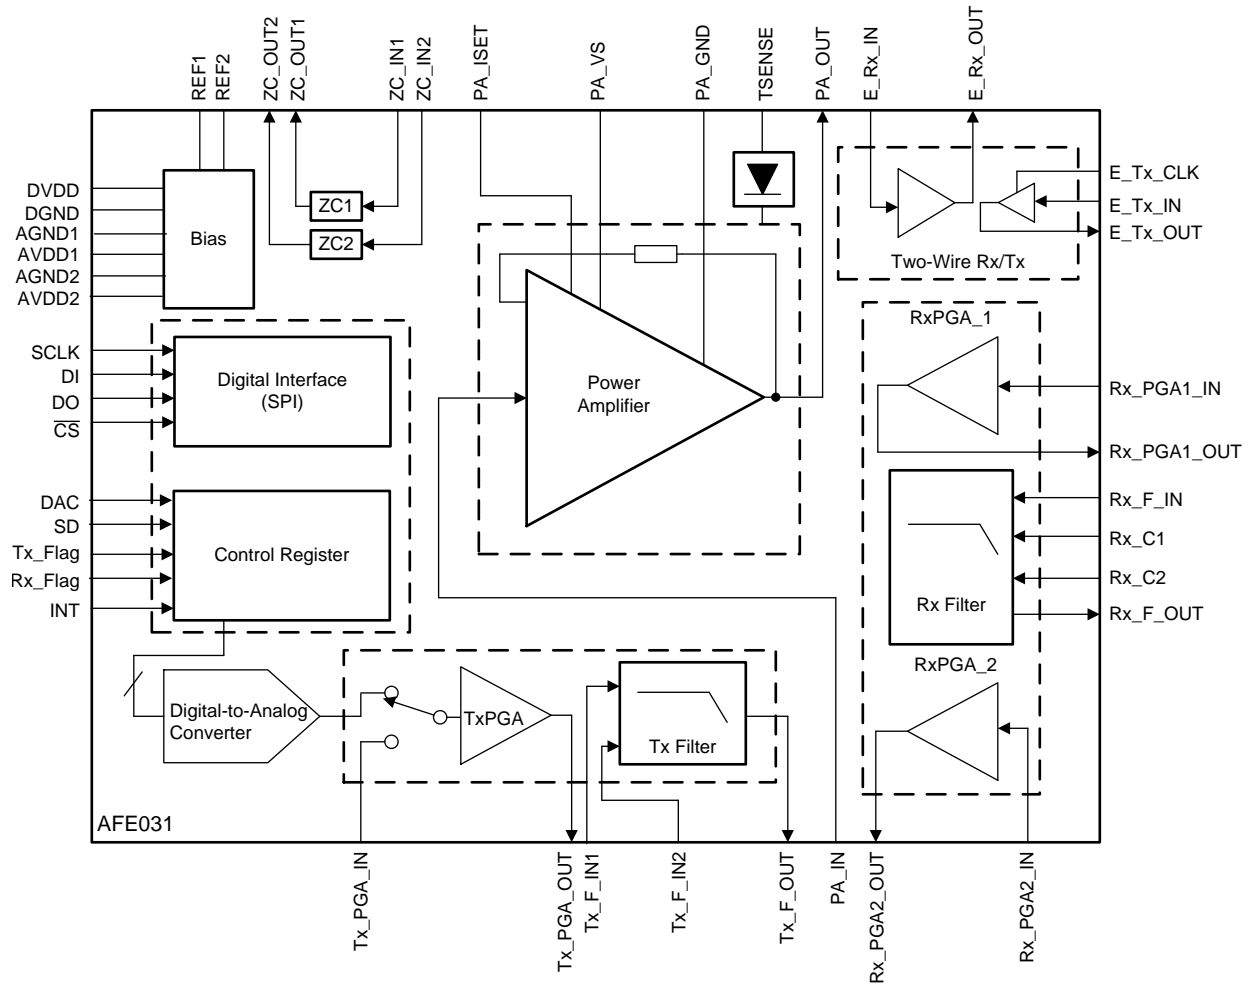 REF1
REF2
ZC_OUT2
ZC_OUT1
ZC_IN1
ZC_IN2
PA_ISET
PA_VS
PA_GND
TSENSE
PA_OUT
E_Rx_IN
E_Rx_OUT
DVDD
DGND
AGND1
AVDD1
AGND2
AVDD2
Bias
ZC1
ZC2
E_Tx_CLK
E_Tx_IN
E_Tx_OUT
Two-Wire Rx/Tx
SCLK
DI
DO
CS
Digital Interface
(SPI)
Power
Amplifier
RxPGA_1
Rx_PGA1_IN
Rx_PGA1_OUT
DAC
SD
Tx_Flag
Rx_Flag
INT
Control Register
Rx_F_IN
Rx_C1
Rx_C2
Rx_F_OUT
Rx Filter
RxPGA_2
Digital-to-Analog
Converter
TxPGA
Tx Filter
AFE031
Tx_PGA_IN
Tx_PGA_OUT
Tx_F_IN1
Tx_F_IN2
Tx_F_OUT
PA_IN
Rx_PGA2_OUT
Rx_PGA2_IN